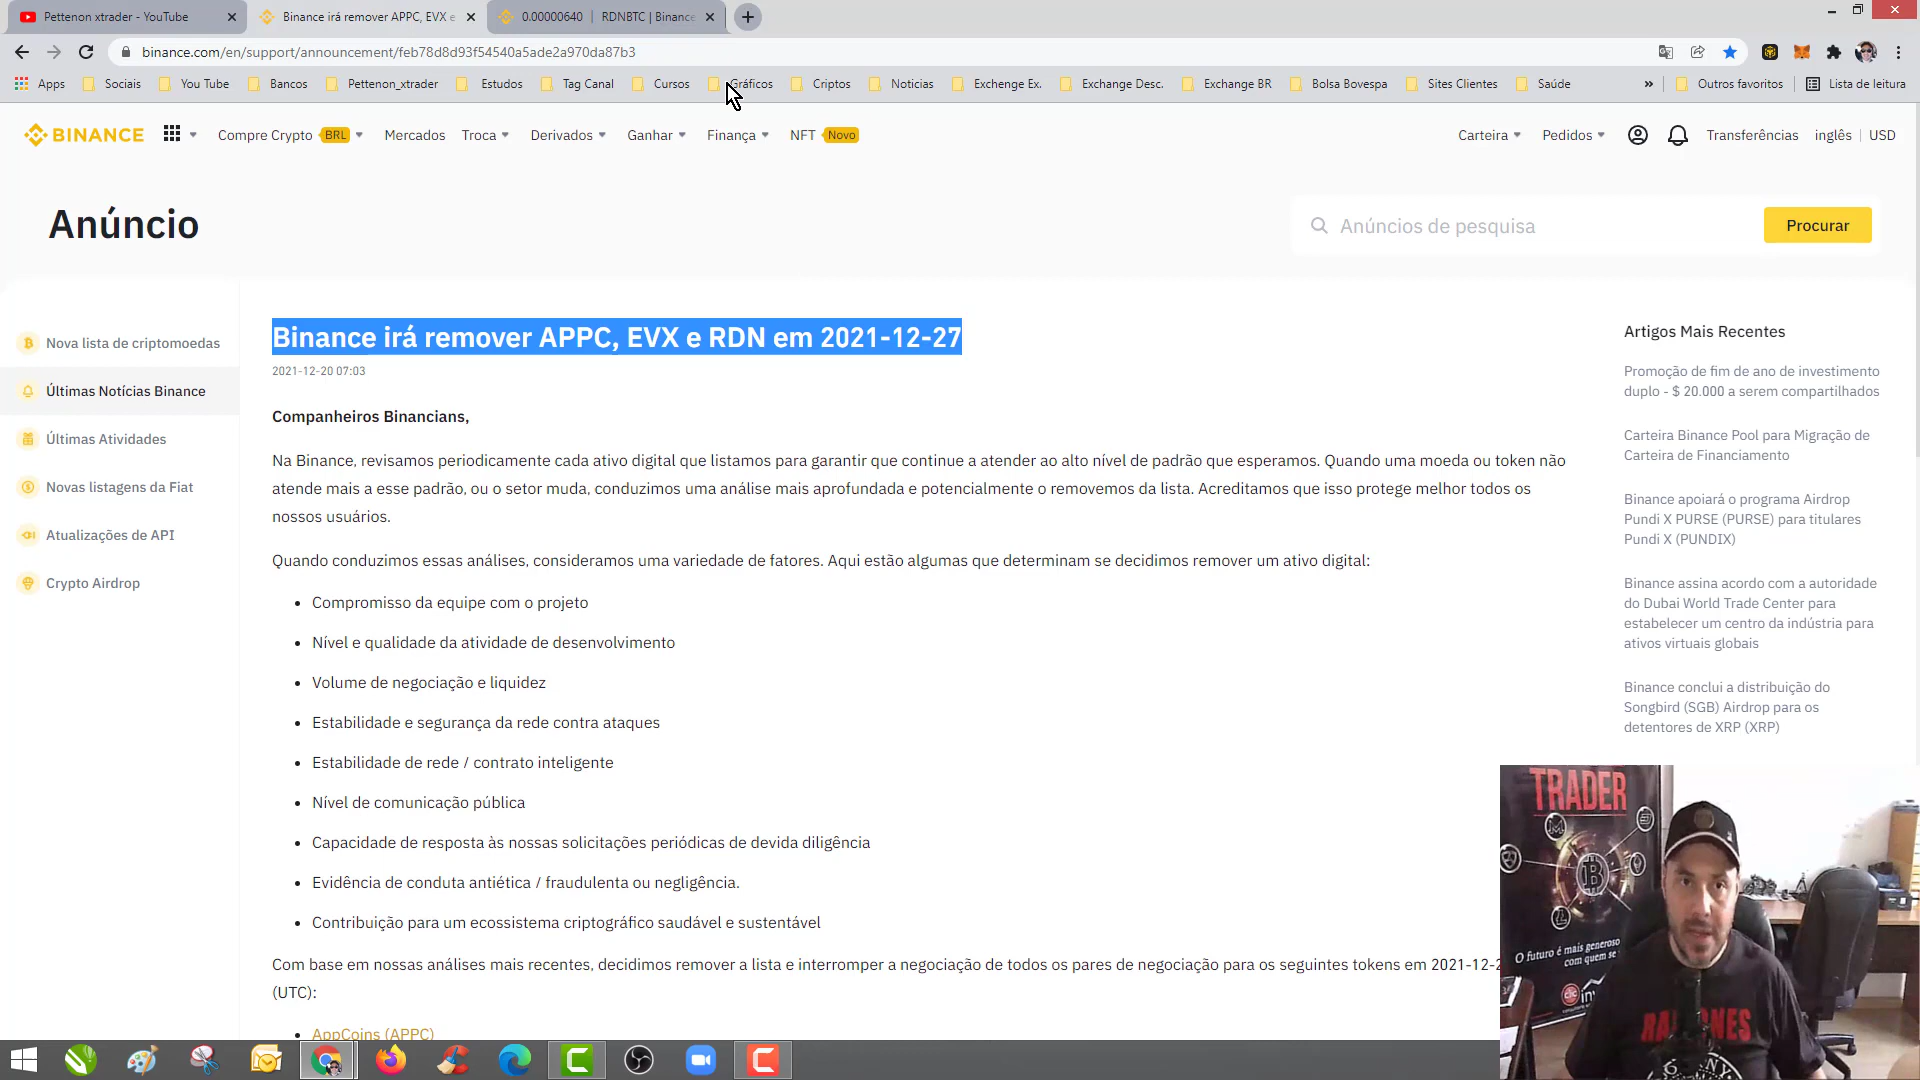 Pettenon xtrader - YouTube
Binance irá remover APPC, EVX e
0.00000640 | RDNBTC | Binance
binance.com/en/support/announcement/feb78d8d93f54540a5ade2a970da87b3
Apps
Sociais
You Tube
Bancos
Pettenon_xtrader
Estudos
Tag Canal
Cursos
Gráficos
Criptos
Noticias
Exchenge Ex.
Exchange Desc.
Exchange BR
Bolsa Bovespa
Sites Clientes
Saúde
»
Outros favoritos
Lista de leitura
BINANCE
Compre Crypto BRL
Mercados
Troca
Derivados
Ganhar
Finança
NFT Novo
Carteira
Pedidos
Transferências
inglês | USD
Anúncio
Anúncios de pesquisa
Procurar
Nova lista de criptomoedas
Últimas Notícias Binance
Últimas Atividades
Novas listagens da Fiat
Atualizações de API
Crypto Airdrop
Binance irá remover APPC, EVX e RDN em 2021-12-27
2021-12-20 07:03
Companheiros Binancians,
Na Binance, revisamos periodicamente cada ativo digital que listamos para garantir que continue a atender ao alto nível de padrão que esperamos. Quando uma moeda ou token não
atende mais a esse padrão, ou o setor muda, conduzimos uma análise mais aprofundada e potencialmente o removemos da lista. Acreditamos que isso protege melhor todos os
nossos usuários.
Quando conduzimos essas análises, consideramos uma variedade de fatores. Aqui estão algumas que determinam se decidimos remover um ativo digital:
• Compromisso da equipe com o projeto
• Nível e qualidade da atividade de desenvolvimento
• Volume de negociação e liquidez
• Estabilidade e segurança da rede contra ataques
• Estabilidade de rede / contrato inteligente
• Nível de comunicação pública
• Capacidade de resposta às nossas solicitações periódicas de devida diligência
• Evidência de conduta antiética / fraudulenta ou negligência.
• Contribuição para um ecossistema criptográfico saudável e sustentável
Com base em nossas análises mais recentes, decidimos remover a lista e interromper a negociação de todos os pares de negociação para os seguintes tokens em 2021-12-2
(UTC):
• AppCoins (APPC)
Artigos Mais Recentes
Promoção de fim de ano de investimento
duplo - $ 20.000 a serem compartilhados
Carteira Binance Pool para Migração de
Carteira de Financiamento
Binance apoiará o programa Airdrop
Pundi X PURSE (PURSE) para titulares
Pundi X (PUNDIX)
Binance assina acordo com a autoridade
do Dubai World Trade Center para
estabelecer um centro da indústria para
ativos virtuais globais
Binance conclui a distribuição do
Songbird (SGB) Airdrop para os
detentores de XRP (XRP)
TRADER
O futuro é mais generoso
com quem se